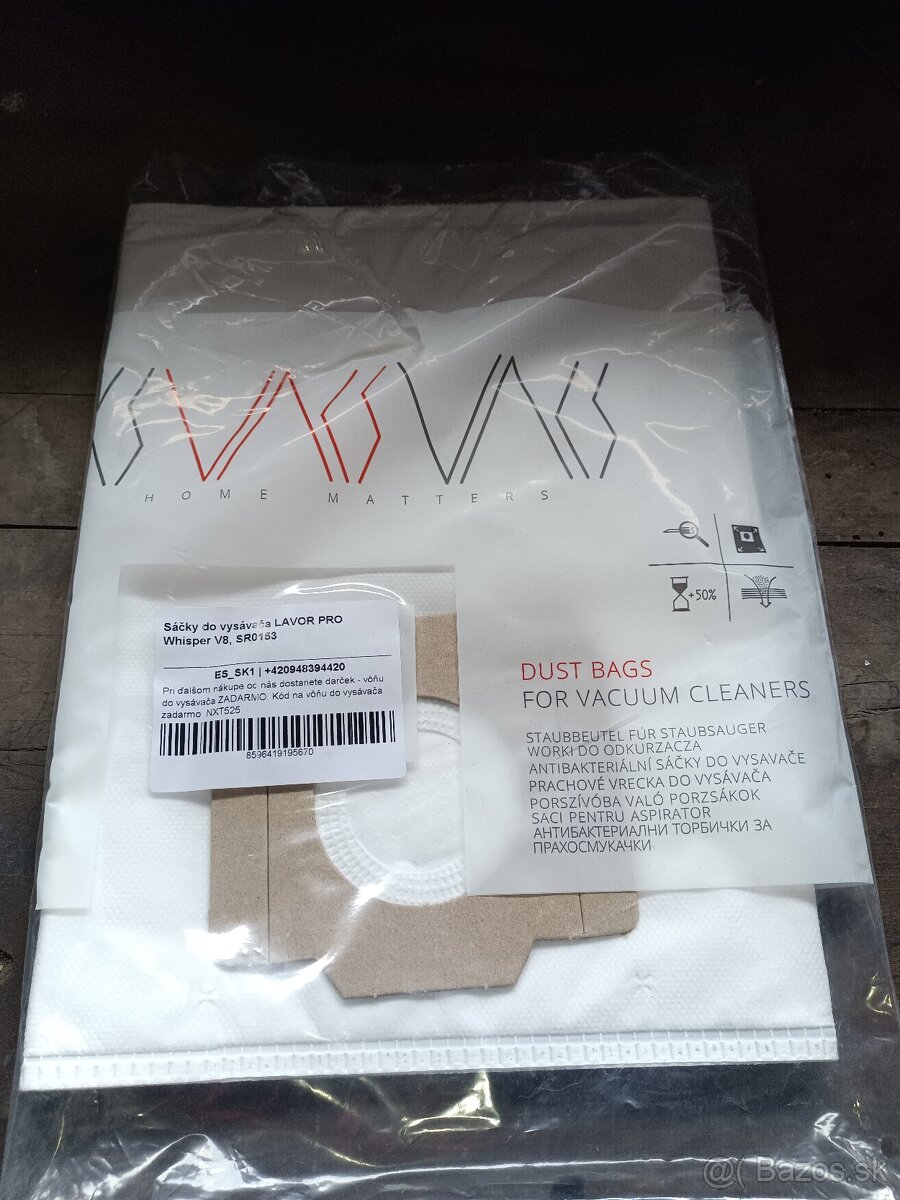 VACS VACS
HOME MATTERS
+50%
Sáčky do vysávača LAVOR PRO
Whisper V8, SR0153
ES_SK1 | +420948394420
Pri ďalšom nákupe od nás dostanete darček - vôňu
do vysávača ZADARMO. Kód na vôňu do vysávača
zadarmo: NXT525
8596419195670
DUST BAGS
FOR VACUUM CLEANERS
STAUBBEUTEL FÜR STAUBSAUGER
WORKI DO ODKURZACZA
ANTIBAKTERIÁLNÍ SÁČKY DO VYSAVAČE
PRACHOVÉ VRECKA DO VYSÁVAČA
PORSZÍVÓBA VALÓ PORZSÁKOK
SACI PENTRU ASPIRATOR
АНТИБАКТЕРИАЛНИ ТОРБИЧКИ ЗА
ПРАХОСМУКАЧКИ
@ Bazos.sk